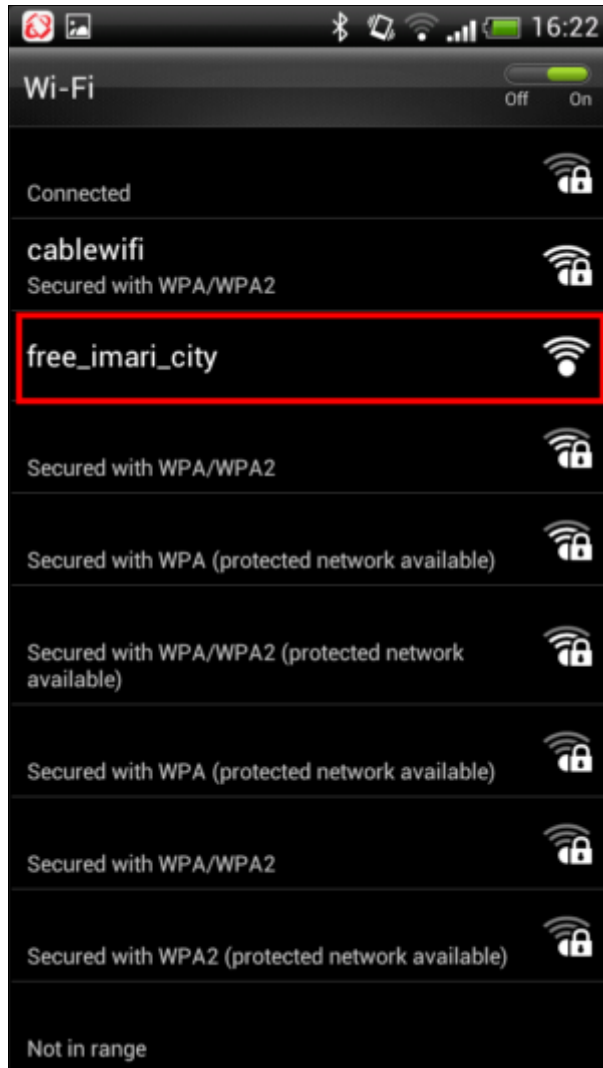 16:22
Wi-Fi
Off On
Connected
cablewifi
Secured with WPA/WPA2
free_imari_city
Secured with WPA/WPA2
Secured with WPA (protected network available)
Secured with WPA/WPA2 (protected network
available)
Secured with WPA (protected network available)
Secured with WPA/WPA2
Secured with WPA2 (protected network available)
Not in range